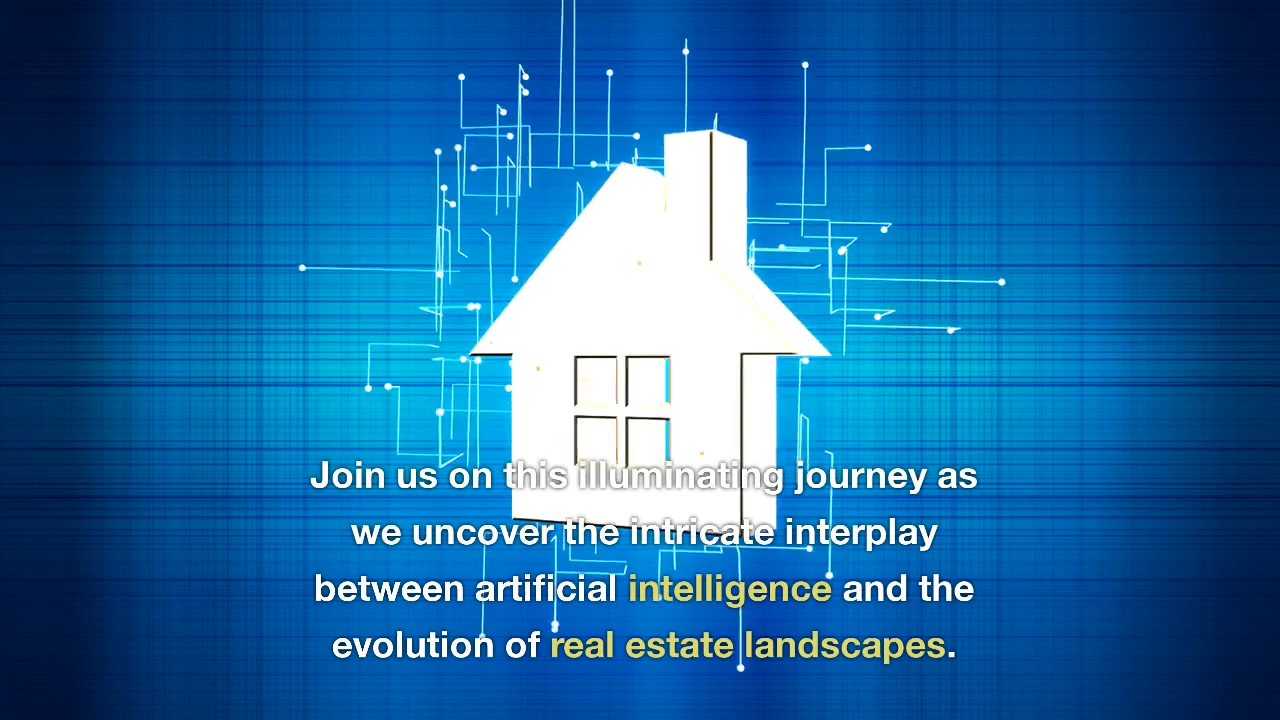 Join us on this illuminating journey as
we uncover the intricate interplay
between artificial intelligence and the
evolution of real estate landscapes.